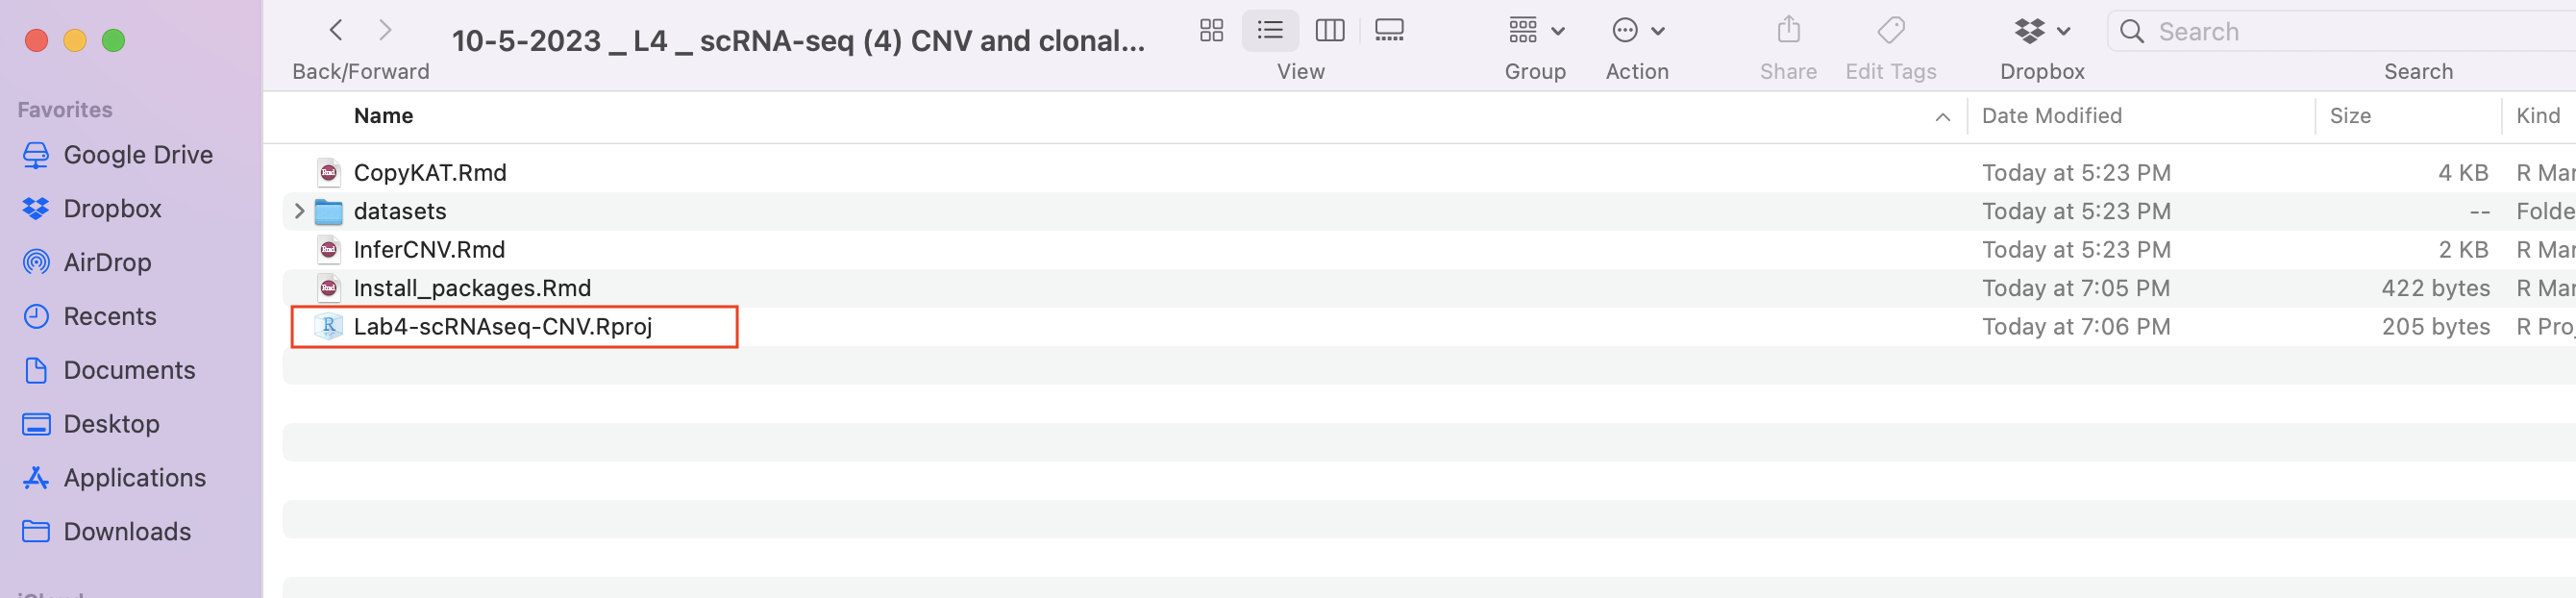 10-5-2023 _ L4 _ scRNA-seq (4) CNV and clonal...
Back/Forward
View
Group
Action
Share
Edit Tags
Dropbox
Search
Search
Favorites
Google Drive
Dropbox
AirDrop
Recents
Documents
Desktop
Applications
Downloads
Name Date Modified Size Kind
CopyKAT.Rmd Today at 5:23 PM 4 KB R Mar
datasets Today at 5:23 PM -- Folde
InferCNV.Rmd Today at 5:23 PM 2 KB R Mar
Install_packages.Rmd Today at 7:05 PM 422 bytes R Mar
Lab4-scRNAseq-CNV.Rproj Today at 7:06 PM 205 bytes R Pro